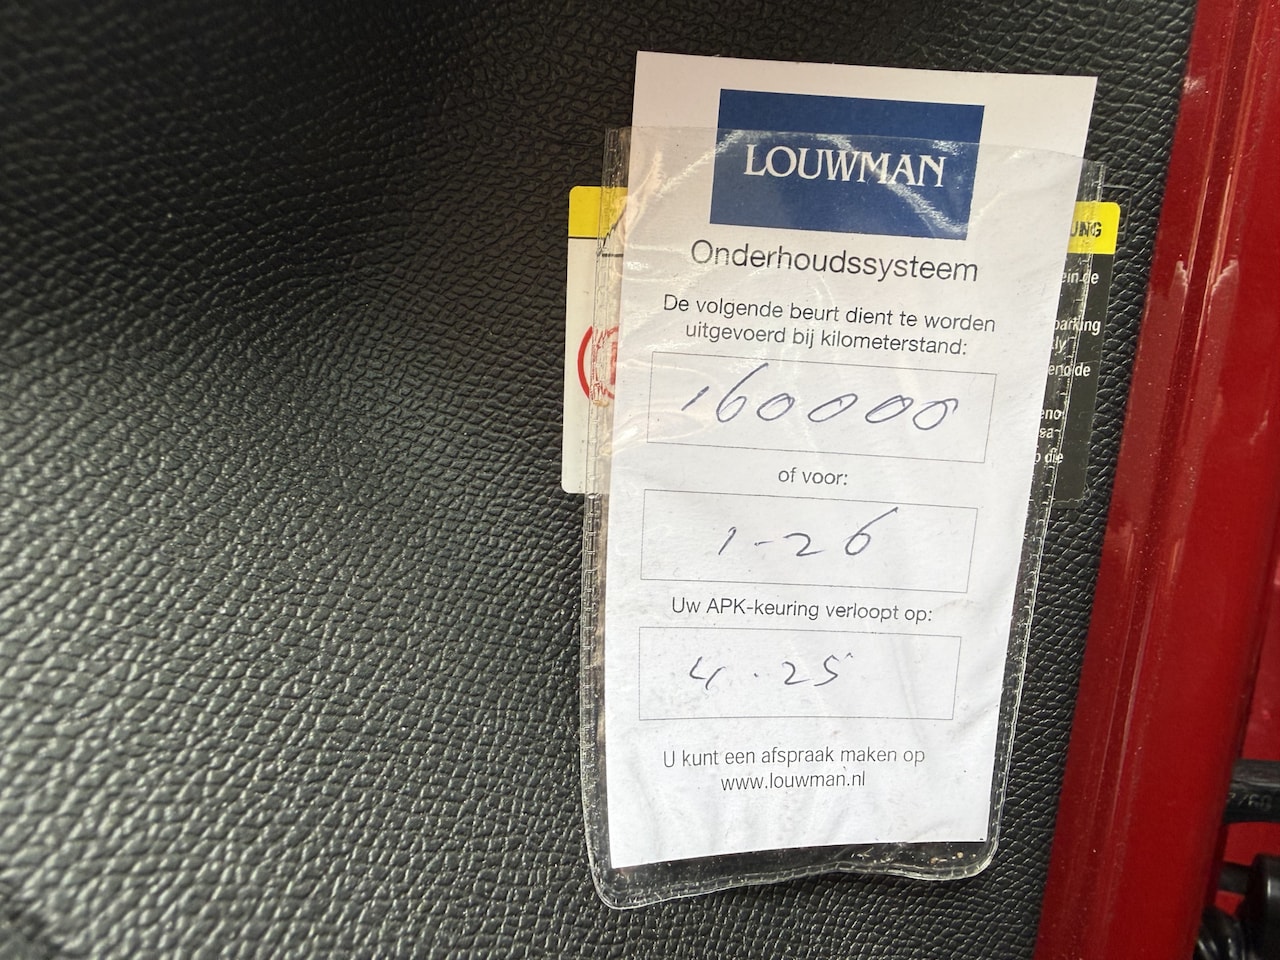 LOUWMAN
Onderhoudssysteem
De volgende beurt dient te worden
uitgevoerd bij kilometerstand:
160000
of voor:
1-26
Uw APK-keuring verloopt op:
4.25
U kunt een afspraak maken op
www.louwman.nl